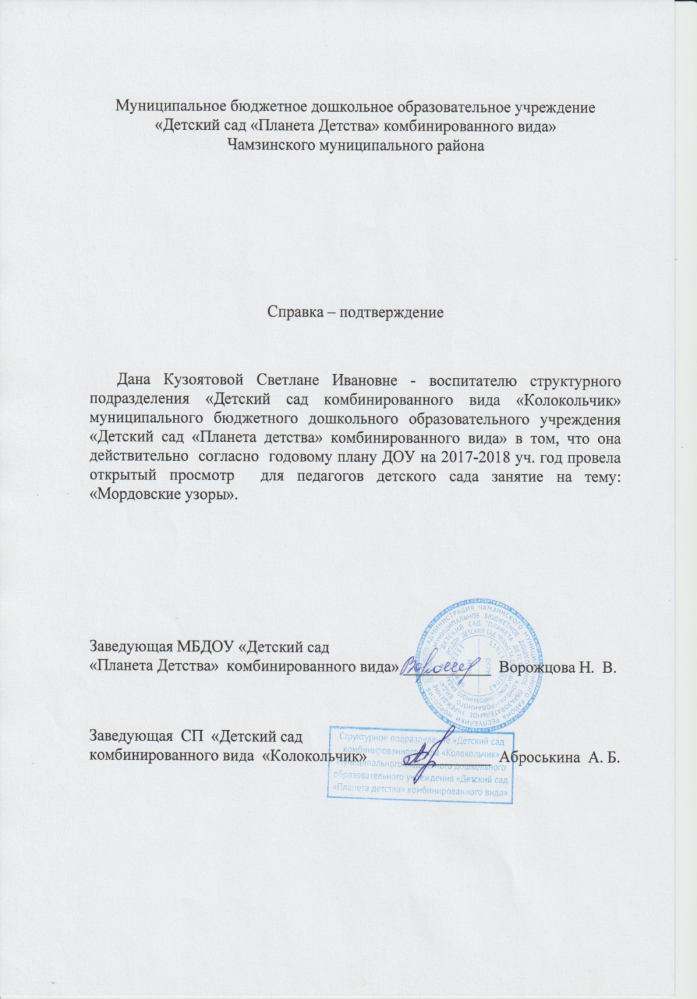 Муниципальное бюджетное дошкольное образовательное учреждение
«Детский сад «Планета Детства» комбинированного вида»
Чамзинского муниципального района
Справка – подтверждение
Дана Кузоятовой Светлане Ивановне - воспитателю структурного
подразделения «Детский сад комбинированного вида «Колокольчик»
муниципального бюджетного дошкольного образовательного учреждения
«Детский сад «Планета детства» комбинированного вида» в том, что она
действительно согласно годовому плану ДОУ на 2017-2018 уч. год провела
открытый просмотр для педагогов детского сада занятие на тему:
«Мордовские узоры».
Заведующая МБДОУ «Детский сад
«Планета Детства» комбинированного вида» Ворожцова Н. В.
Заведующая СП «Детский сад
комбинированного вида «Колокольчик» Аброськина А. Б.
Структурное подразделение «Детский сад
комбинированного вида «Колокольчик»
Муниципального бюджетного дошкольного
образовательного учреждения «Детский сад
«Планета детства» комбинированного вида»